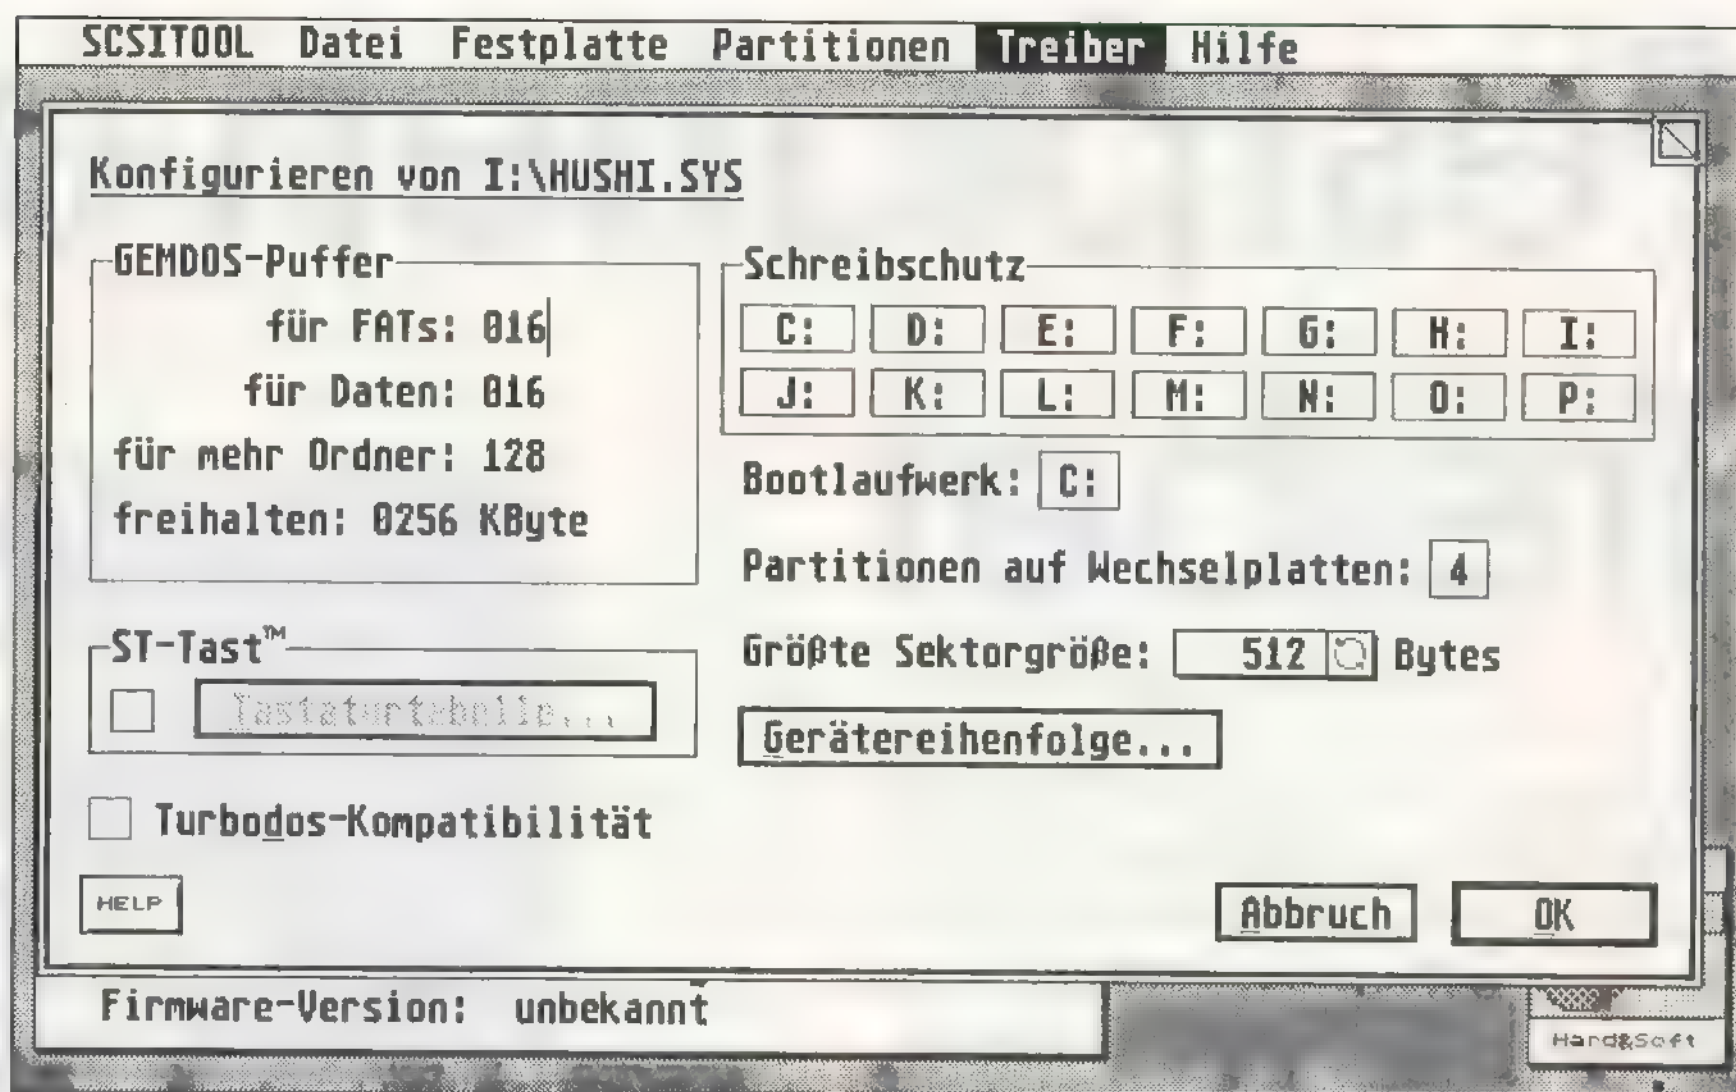 SCSITOOL Datei Festplatte Partitionen Treiber Hilfe
Konfigurieren von I:\HUSHI.SYS
GEMDOS-Puffer
für FATs: 016
für Daten: 016
für mehr Ordner: 128
freihalten: 0256 KByte
ST-Tast™
Tastaturtabelle...
Turbodos-Kompatibilität
HELP
Schreibschutz
C: D: E: F: G: H: I:
J: K: L: M: N: O: P:
Bootlaufwerk: C:
Partitionen auf Wechselplatten: 4
Größte Sektorgröße: 512 Bytes
Gerätereihenfolge...
Abbruch OK
Firmware-Version: unbekannt
Hard&Soft